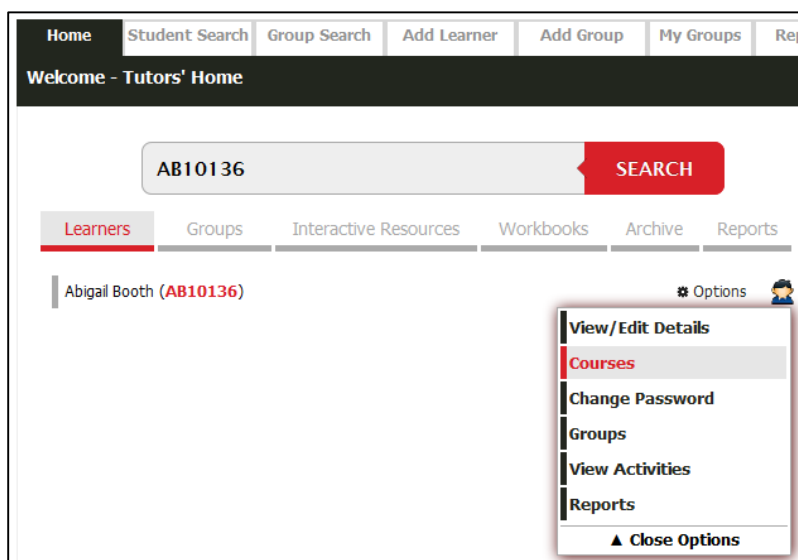 Home Student Search Group Search Add Learner Add Group My Groups
Welcome - Tutors' Home
AB10136 SEARCH
Learners Groups Interactive Resources Workbooks Archive Reports
Abigail Booth (AB10136) Options
View/Edit Details
Courses
Change Password
Groups
View Activities
Reports
▲ Close Options